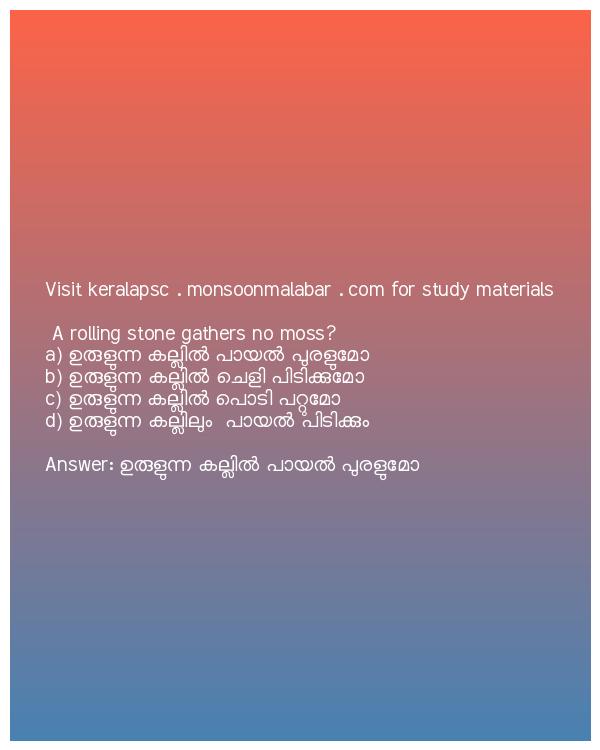 Visit keralapsc . monsoonmalabar . com for study materials
A rolling stone gathers no moss?
a) ഉരുളുന്ന കല്ലിൽ പായൽ പുരളുമോ
b) ഉരുളുന്ന കല്ലിൽ ചെളി പിടിക്കുമോ
c) ഉരുളുന്ന കല്ലിൽ പൊടി പറ്റുമോ
d) ഉരുളുന്ന കല്ലിലും പായൽ പിടിക്കും
Answer: ഉരുളുന്ന കല്ലിൽ പായൽ പുരളുമോ